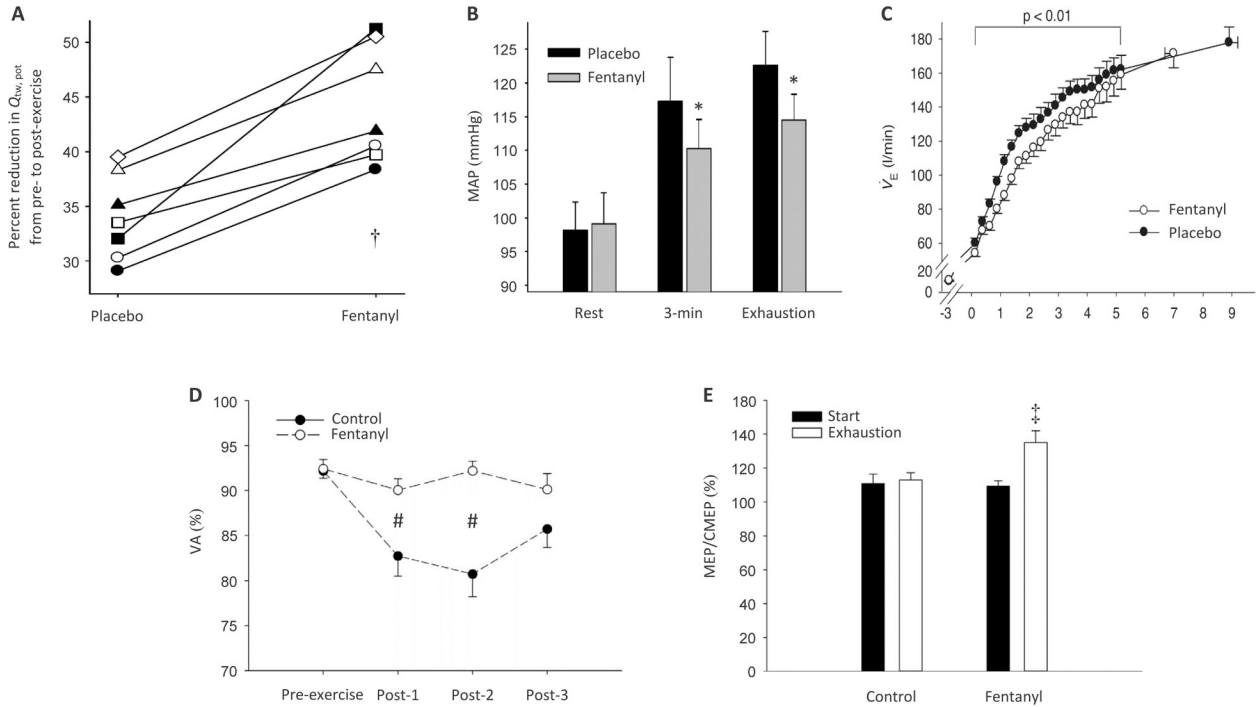 A
Percent reduction in Qtw, pot
from pre- to post-exercise
50
45
40
35
30
†
Placebo
Fentanyl
B
MAP (mmHg)
125
120
115
110
105
100
95
90
Placebo
Fentanyl
*
*
Rest
3-min
Exhaustion
C
p < 0.01
V̇E (l/min)
180
160
140
120
100
80
60
20
0
Fentanyl
Placebo
-3 0 1 2 3 4 5 6 7 8 9
D
VA (%)
100
95
90
85
80
75
70
Control
Fentanyl
# #
Pre-exercise Post-1 Post-2 Post-3
E
MEP/CMEP (%)
180
160
140
120
100
80
60
40
20
0
Start
Exhaustion
‡
Control
Fentanyl